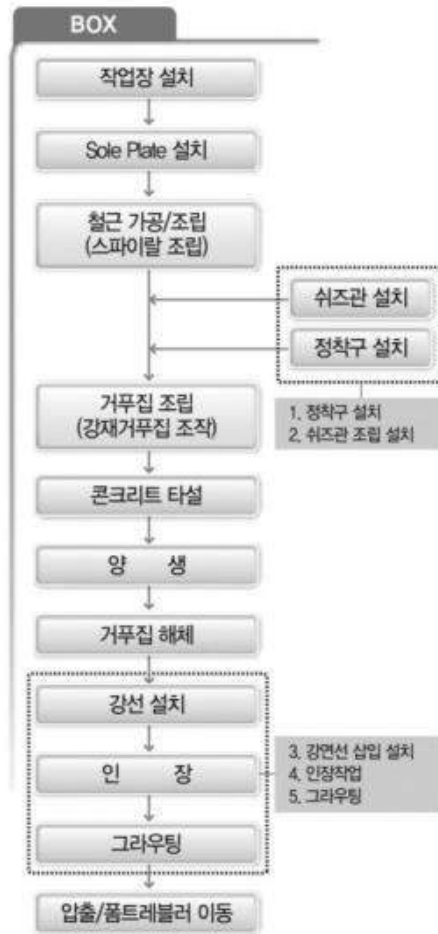 BOX
작업장 설치
Sole Plate 설치
철근 가공/조립
(스파이랄 조립)
쉬즈관 설치
정착구 설치
1. 정착구 설치
2. 쉬즈관 조립 설치
거푸집 조립
(강재거푸집 조작)
콘크리트 타설
양 생
거푸집 해체
강선 설치
인 장
그라우팅
3. 강연선 삽입 설치
4. 인장작업
5. 그라우팅
압출/폼트레블러 이동